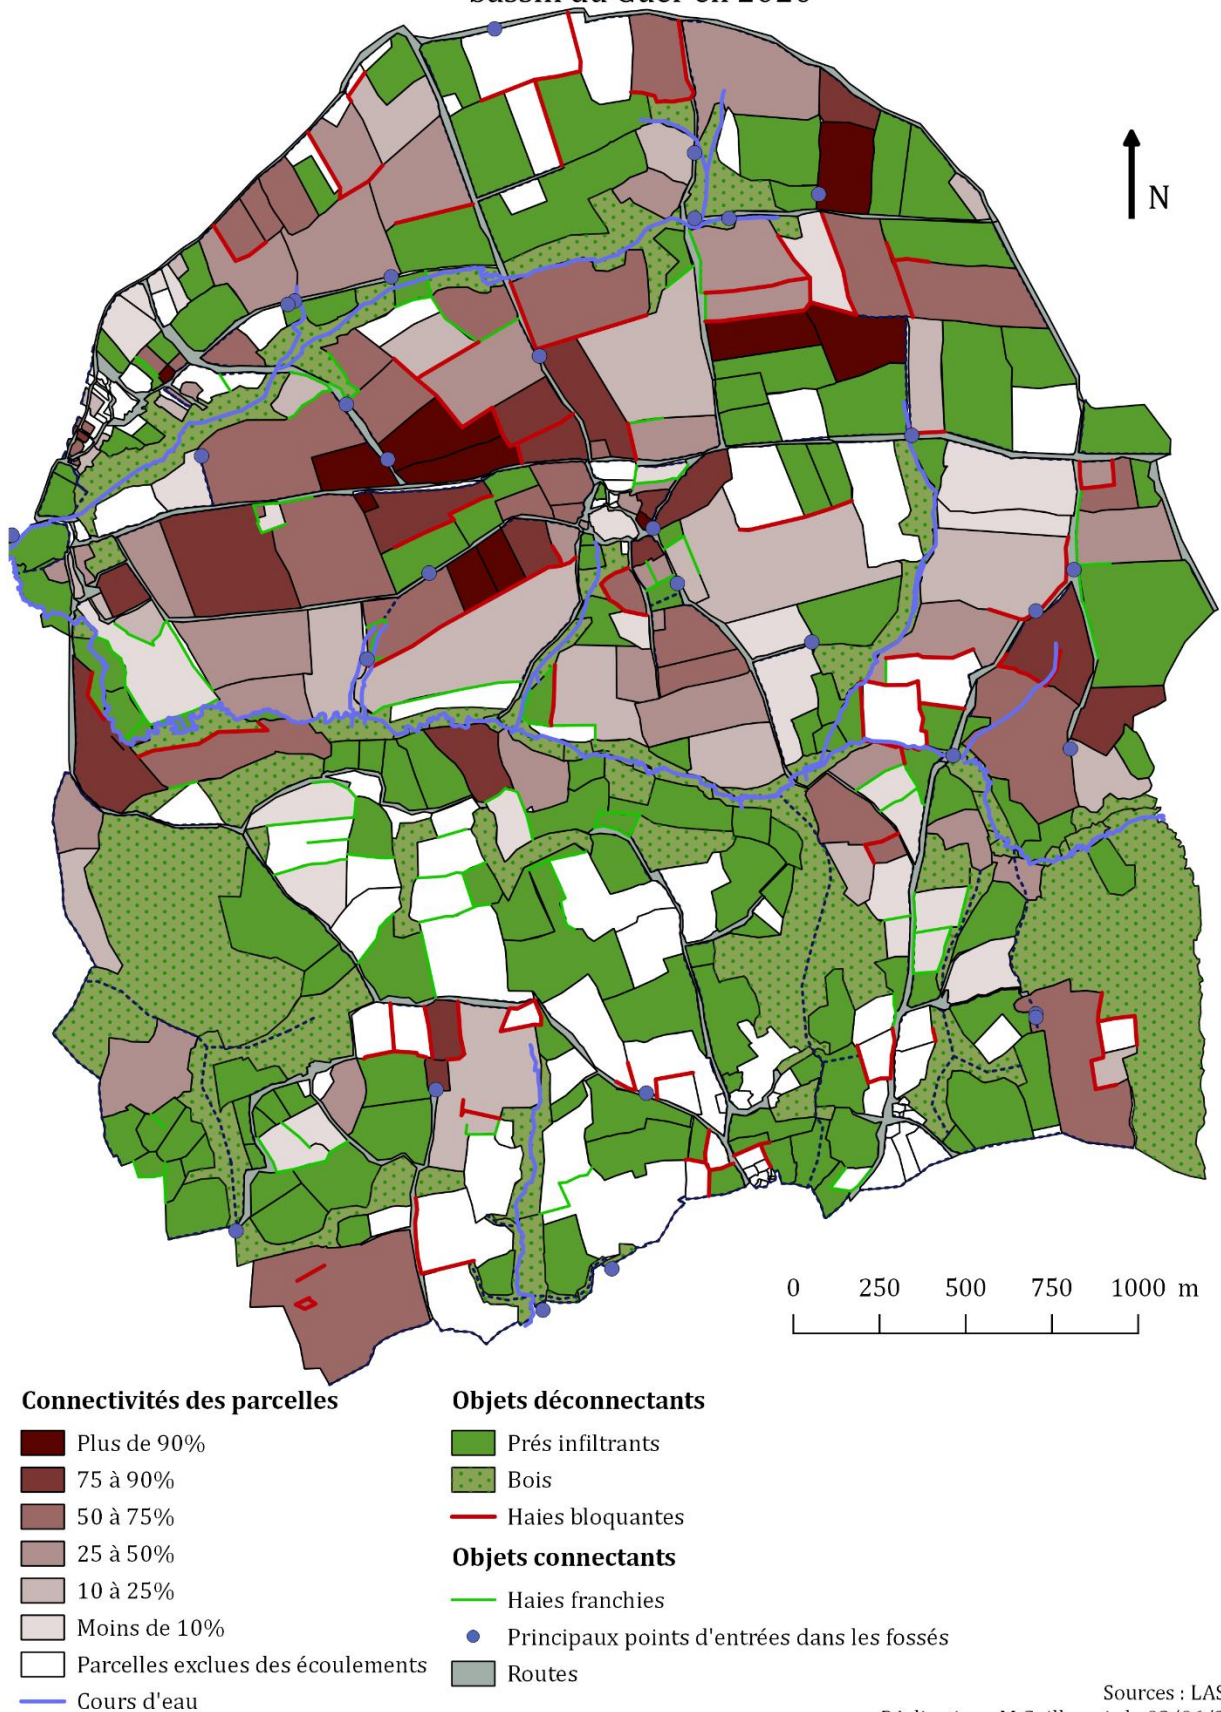 N
0 250 500 750 1000 m
Connectivités des parcelles
Plus de 90%
75 à 90%
50 à 75%
25 à 50%
10 à 25%
Moins de 10%
Parcelles exclues des écoulements
Cours d'eau
Objets déconnectants
Prés infiltrants
Bois
Haies bloquantes
Objets connectants
Haies franchies
Principaux points d'entrées dans les fossés
Routes
Sources :